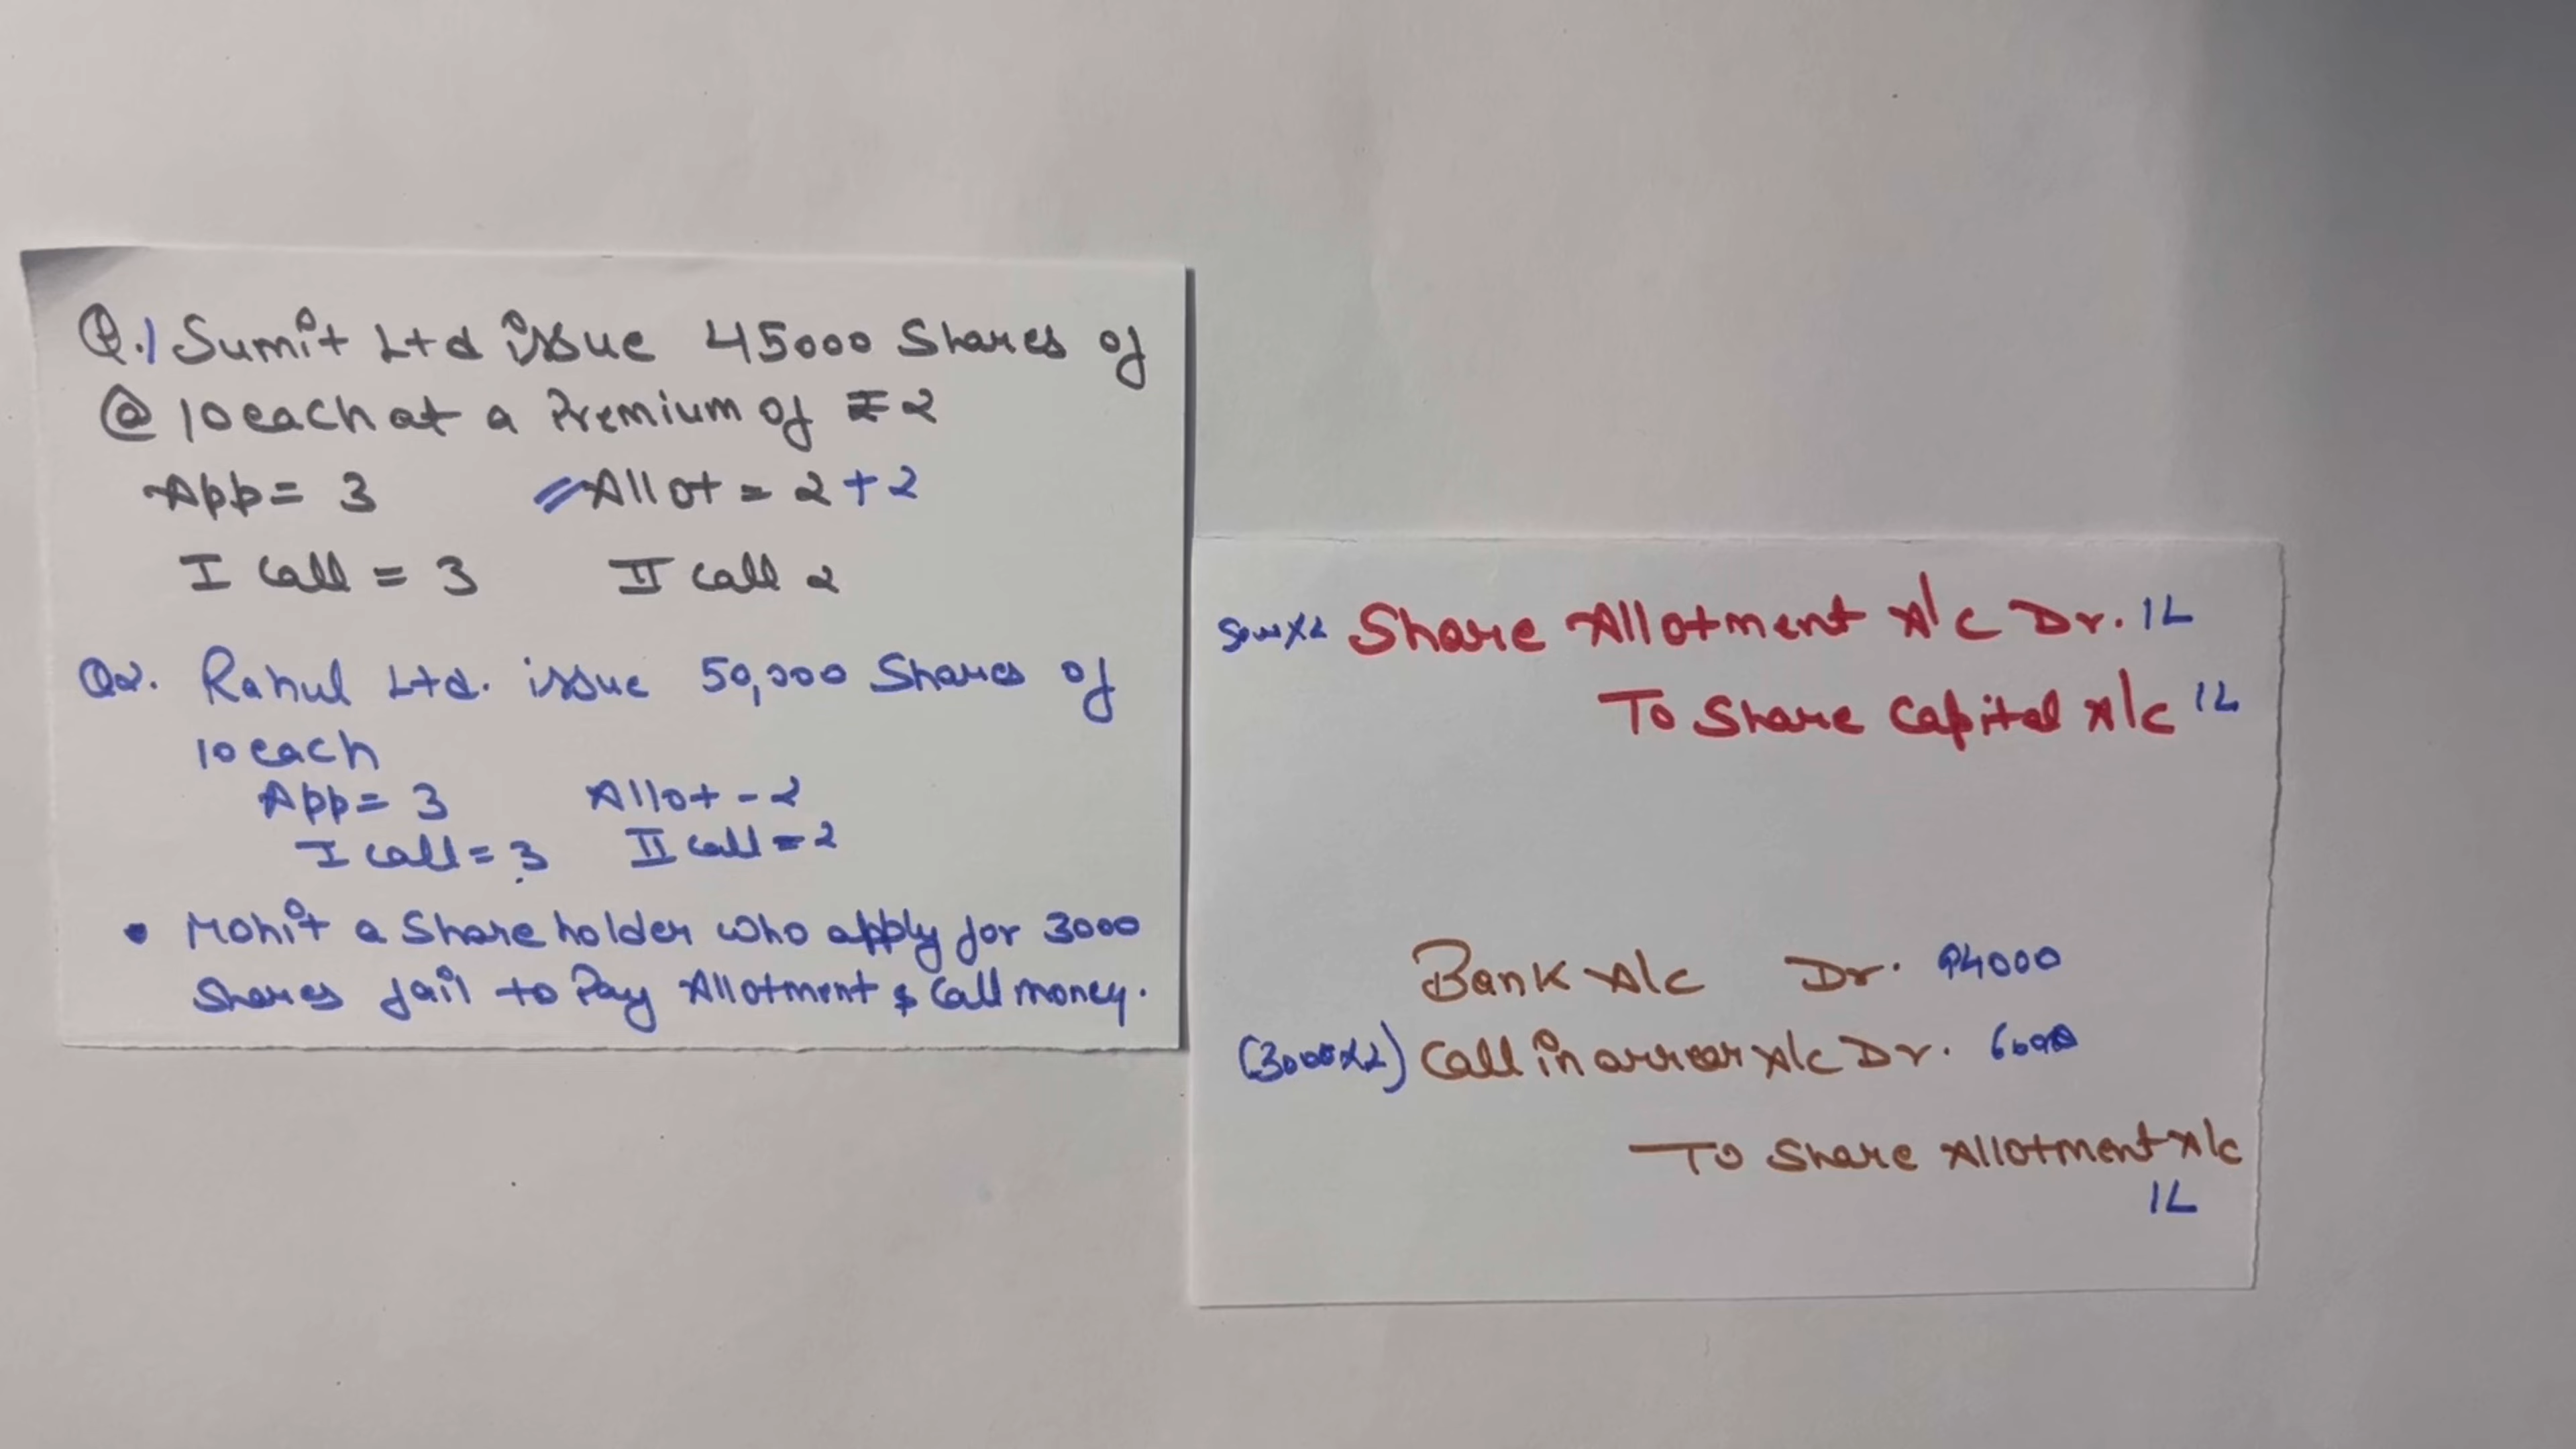 Q.1 Sumit Ltd issue 45000 Shares of
@ 10 each at a Premium of ₹2
App = 3 Allot = 2+2
I Call = 3 II Call 2
Q2. Rahul Ltd. issue 50,000 Shares of
10 each
App = 3 Allot - 2
I Call = 3 II Call = 2
• Mohit a Share holder who apply for 3000
Shares fail to Pay Allotment & Call money.
Share Allotment A/c Dr. 1L
To Share Capital A/c 1L
Bank A/c Dr. 94000
(3000x2) Call in arrear A/c Dr. 6000
To Share Allotment A/c
1L